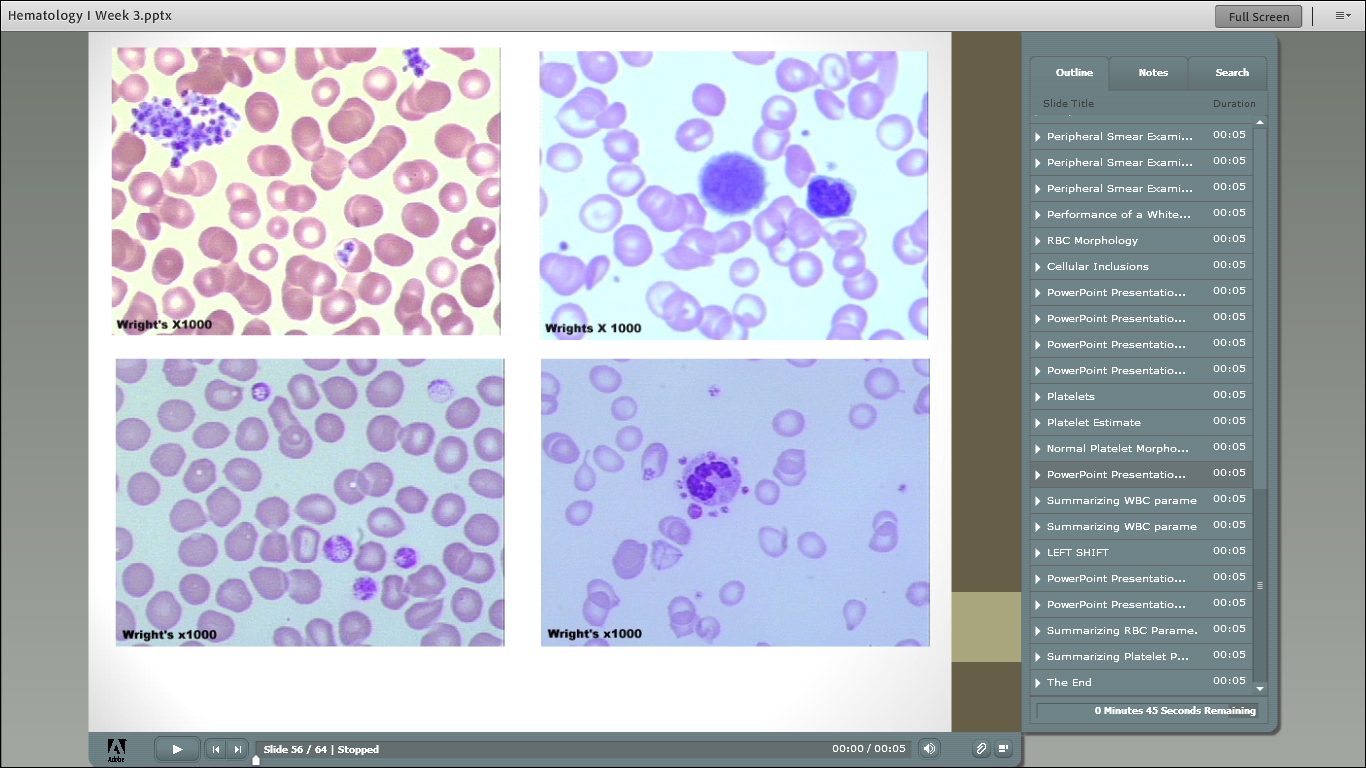 Hematology I Week 3.pptx
Full Screen
Wright's X1000
Wrights X 1000
Wright's x1000
Wright's x1000
Outline Notes Search
Slide Title Duration
Peripheral Smear Exami... 00:05
Peripheral Smear Exami... 00:05
Peripheral Smear Exami... 00:05
Performance of a White... 00:05
RBC Morphology 00:05
Cellular Inclusions 00:05
PowerPoint Presentatio... 00:05
PowerPoint Presentatio... 00:05
PowerPoint Presentatio... 00:05
PowerPoint Presentatio... 00:05
Platelets 00:05
Platelet Estimate 00:05
Normal Platelet Morpho... 00:05
PowerPoint Presentatio... 00:05
Summarizing WBC parame 00:05
Summarizing WBC parame 00:05
LEFT SHIFT 00:05
PowerPoint Presentatio... 00:05
PowerPoint Presentatio... 00:05
Summarizing RBC Parame. 00:05
Summarizing Platelet P... 00:05
The End 00:05
0 Minutes 45 Seconds Remaining
Adobe
Slide 56 / 64 | Stopped
00:00 / 00:05